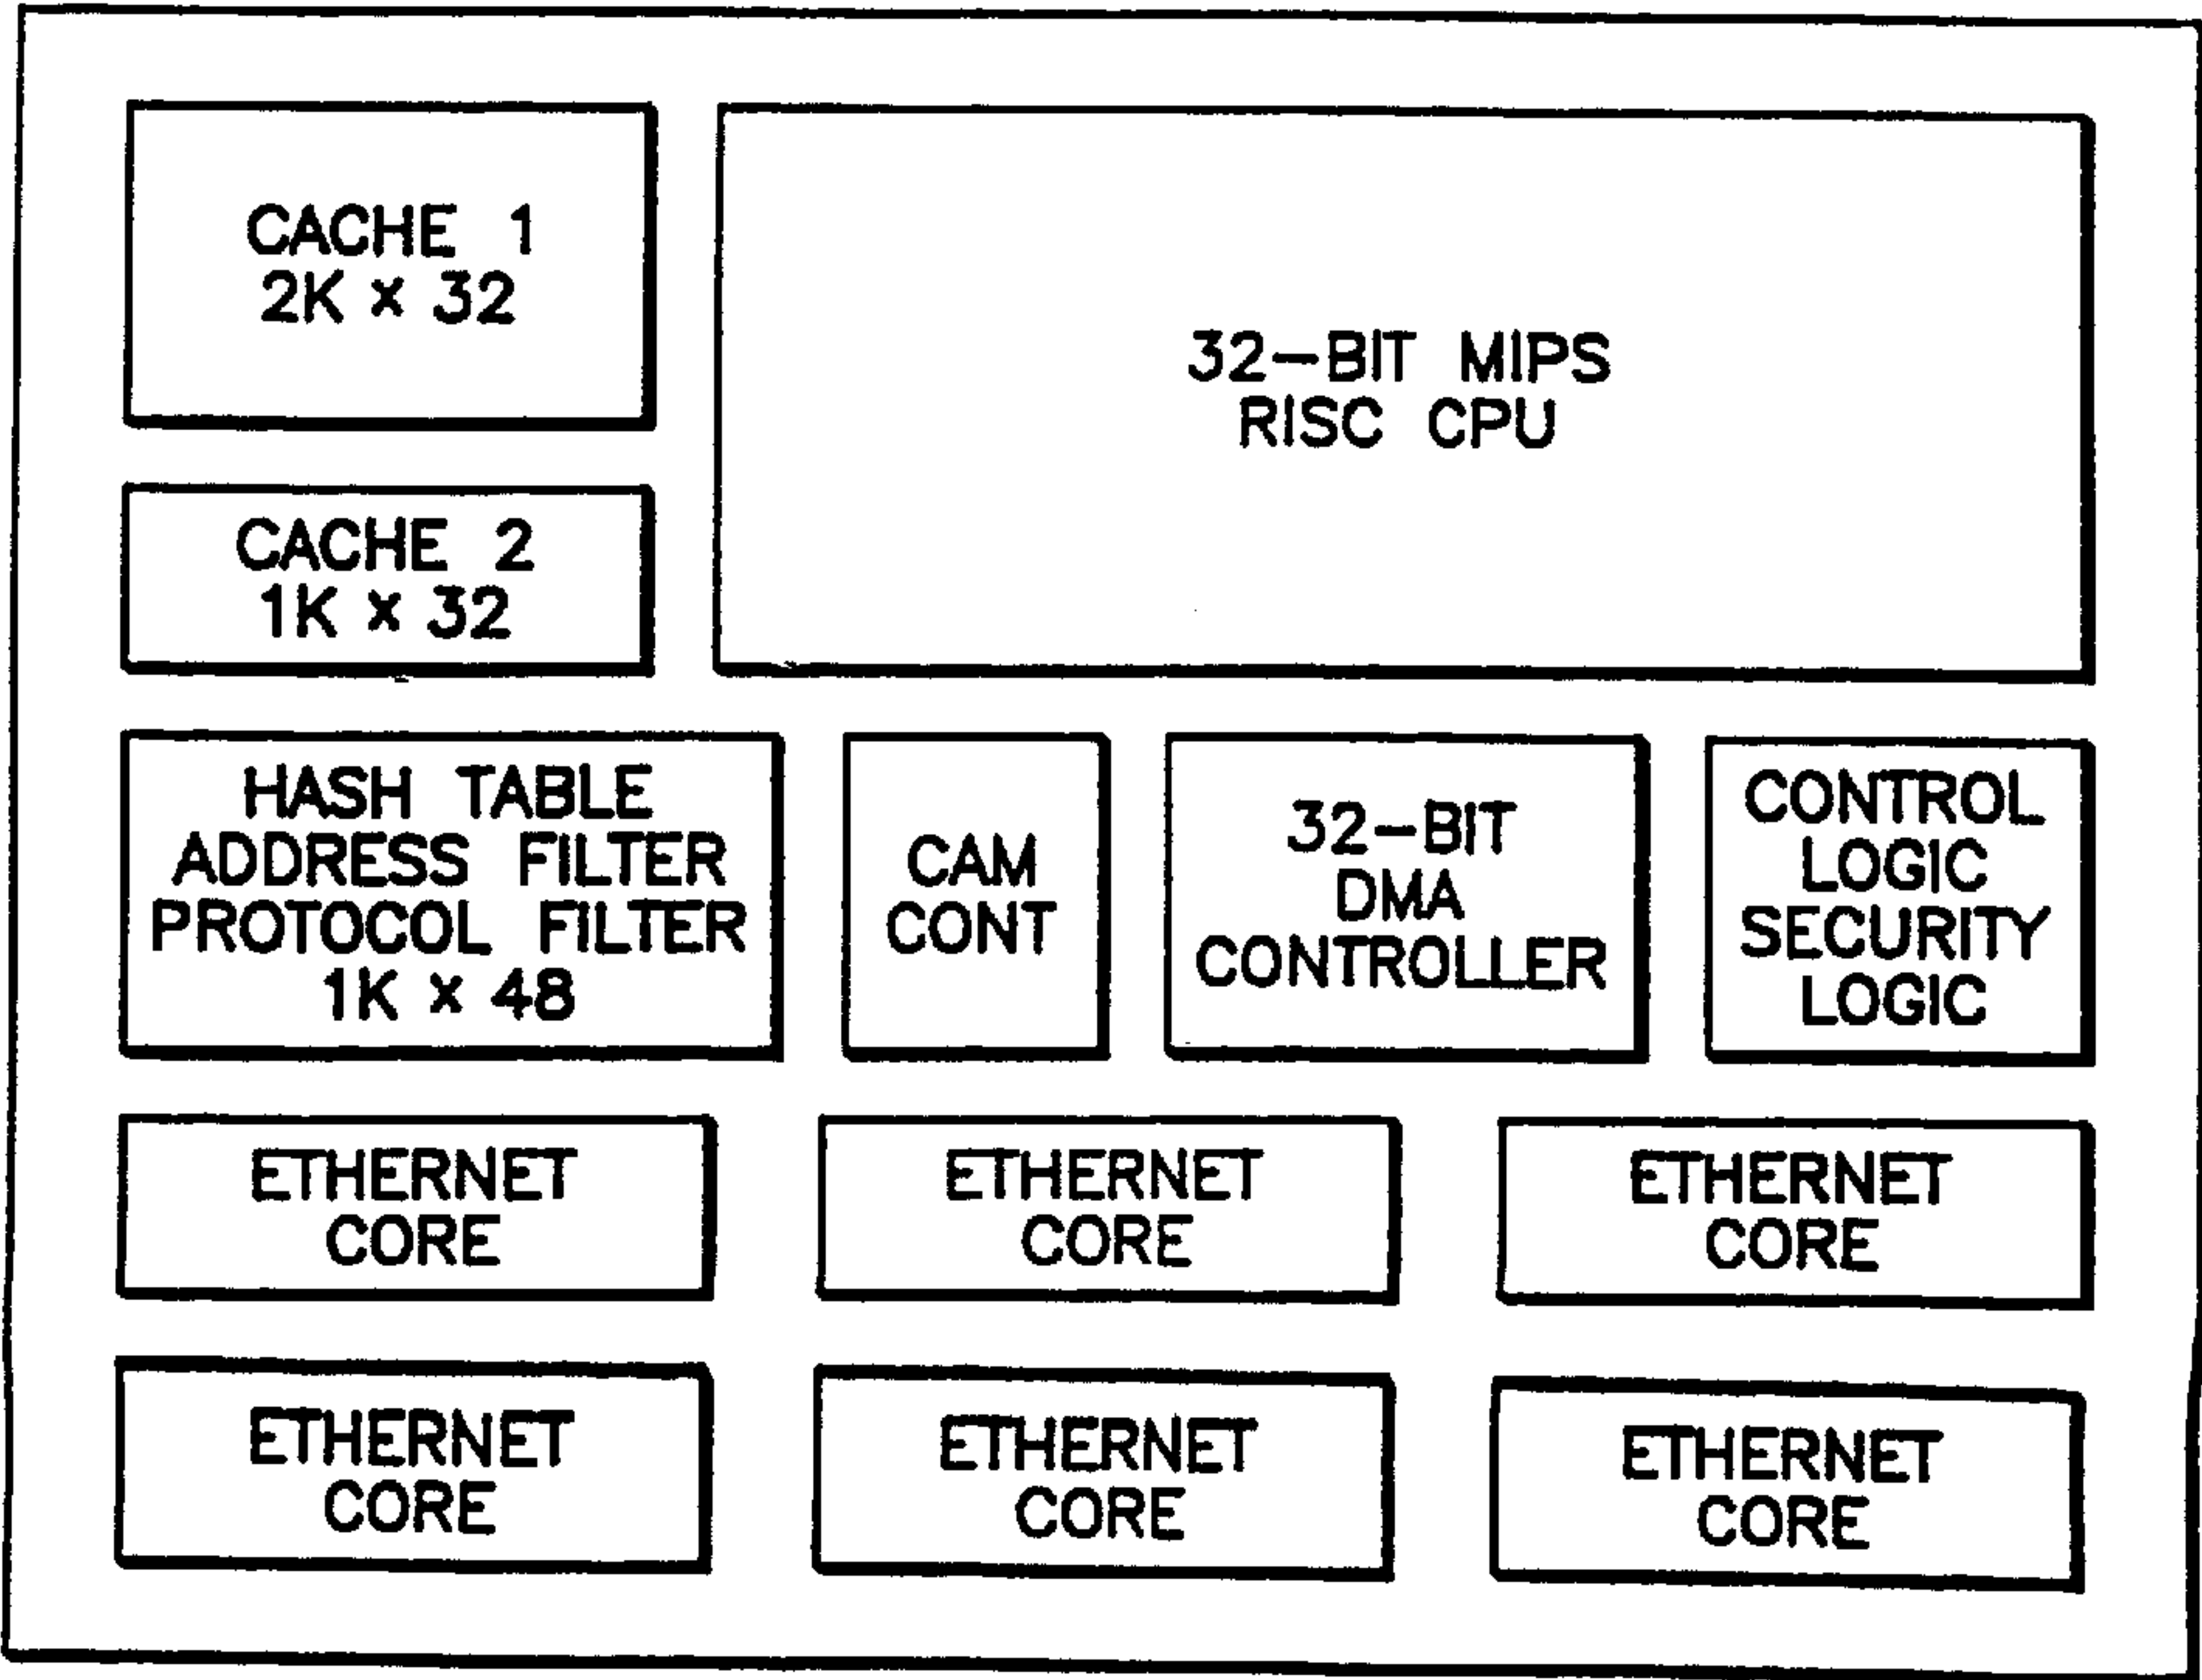 CACHE 1
2K × 32
32-BIT MIPS
RISC CPU
CACHE 2
1K × 32
HASH TABLE
ADDRESS FILTER
PROTOCOL FILTER
1K × 48
CAM
CONT
32-BIT
DMA
CONTROLLER
CONTROL
LOGIC
SECURITY
LOGIC
ETHERNET
CORE
ETHERNET
CORE
ETHERNET
CORE
ETHERNET
CORE
ETHERNET
CORE
ETHERNET
CORE